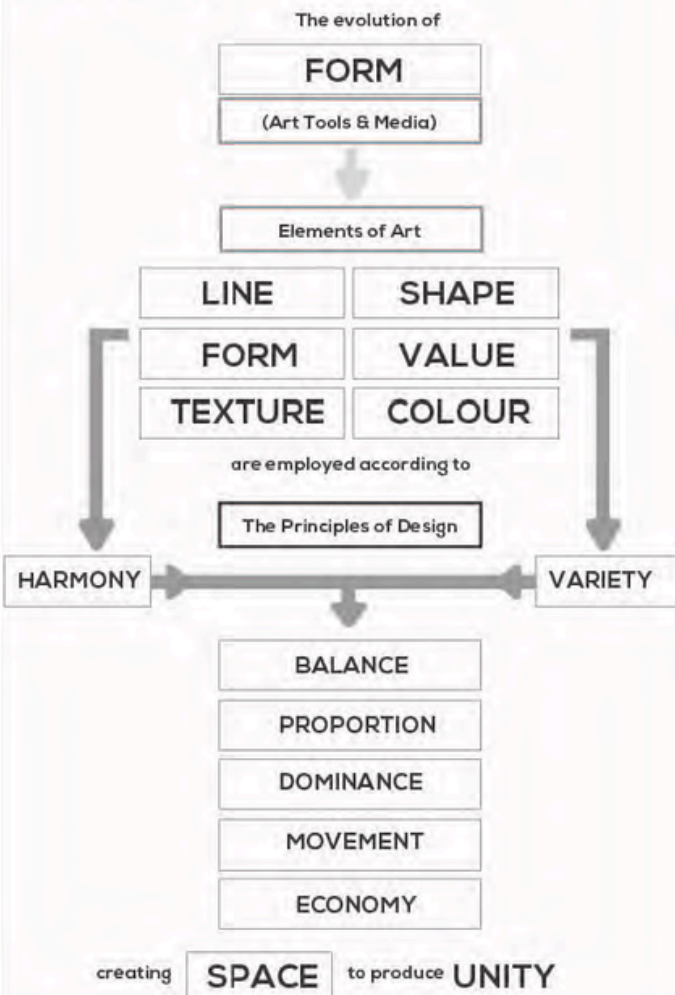 The evolution of
FORM
(Art Tools & Media)
Elements of Art
LINE SHAPE
FORM VALUE
TEXTURE COLOUR
are employed according to
The Principles of Design
HARMONY VARIETY
BALANCE
PROPORTION
DOMINANCE
MOVEMENT
ECONOMY
creating SPACE to produce UNITY